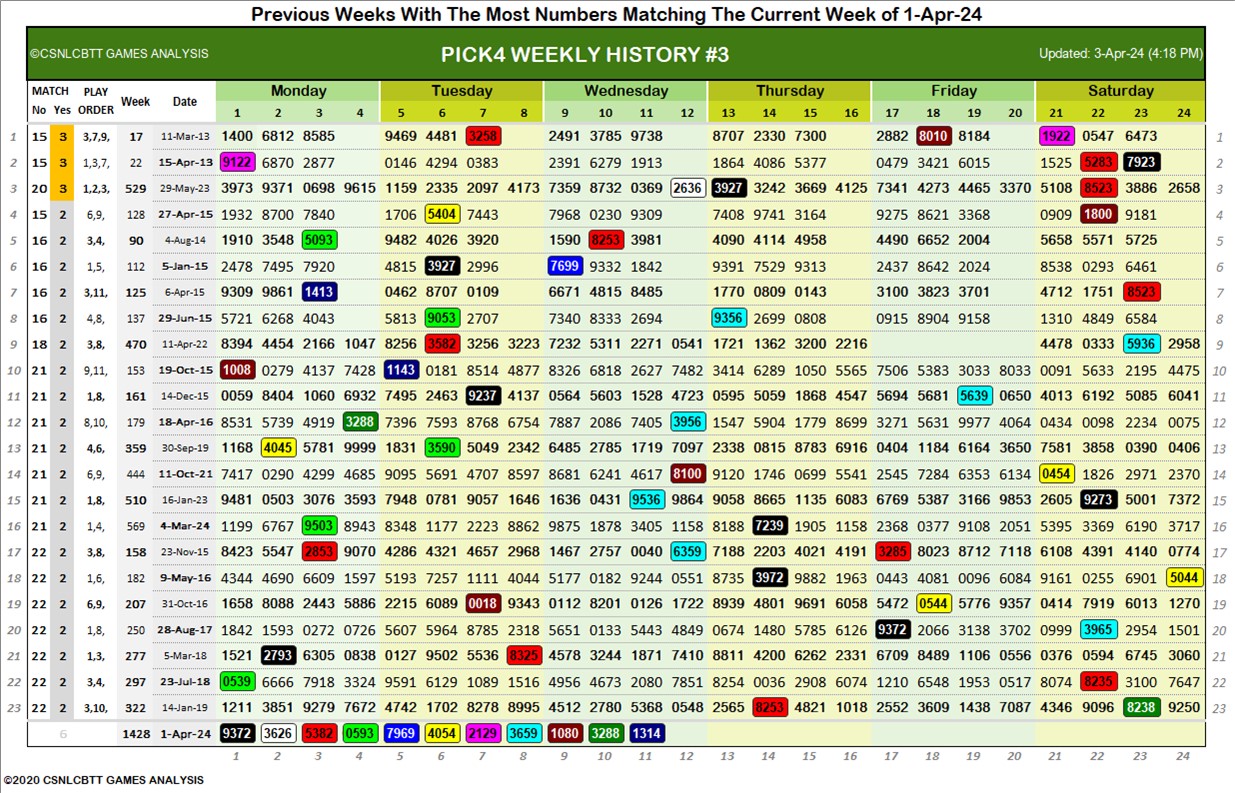 Previous Weeks With The Most Numbers Matching The Current Week of 1-Apr-24
©CSNLCBTT GAMES ANALYSIS PICK4 WEEKLY HISTORY #3 Updated: 3-Apr-24 (4:18 PM)
MATCH PLAY Week Date Monday Tuesday Wednesday Thursday Friday Saturday
No Yes ORDER 1 2 3 4 5 6 7 8 9 10 11 12 13 14 15 16 17 18 19 20 21 22 23 24
1 15 3 3,7,9, 17 11-Mar-13 1400 6812 8585 9469 4481 3258 2491 3785 9738 8707 2330 7300 2882 8010 8184 1922 0547 6473 1
2 15 3 1,3,7, 22 15-Apr-13 9122 6870 2877 0146 4294 0383 2391 6279 1913 1864 4086 5377 0479 3421 6015 1525 5283 7923 2
3 20 3 1,2,3, 529 29-May-23 3973 9371 0698 9615 1159 2335 2097 4173 7359 8732 0369 2636 3927 3242 3669 4125 7341 4273 4465 3370 5108 8523 3886 2658 3
4 15 2 6,9, 128 27-Apr-15 1932 8700 7840 1706 5404 7443 7968 0230 9309 7408 9741 3164 9275 8621 3368 0909 1800 9181 4
5 16 2 3,4, 90 4-Aug-14 1910 3548 5093 9482 4026 3920 1590 8253 3981 4090 4114 4958 4490 6652 2004 5658 5571 5725 5
6 16 2 1,5, 112 5-Jan-15 2478 7495 7920 4815 3927 2996 7699 9332 1842 9391 7529 9313 2437 8642 2024 8538 0293 6461 6
7 16 2 3,11, 125 6-Apr-15 9309 9861 1413 0462 8707 0109 6671 4815 8485 1770 0809 0143 3100 3823 3701 4712 1751 8523 7
8 16 2 4,8, 137 29-Jun-15 5721 6268 4043 5813 9053 2707 7340 8333 2694 9356 2699 0808 0915 8904 9158 1310 4849 6584 8
9 18 2 3,8, 470 11-Apr-22 8394 4454 2166 1047 8256 3582 3256 3223 7232 5311 2271 0541 1721 1362 3200 2216 4478 0333 5936 2958 9
10 21 2 9,11, 153 19-Oct-15 1008 0279 4137 7428 1143 0181 8514 4877 8326 6818 2627 7482 3414 6289 1050 5565 7506 5383 3033 8033 0091 5633 2195 4475 10
11 21 2 1,8, 161 14-Dec-15 0059 8404 1060 6932 7495 2463 9237 4137 0564 5603 1528 4723 0595 5059 1868 4547 5694 5681 5639 0650 4013 6192 5085 6041 11
12 21 2 8,10, 179 18-Apr-16 8531 5739 4919 3288 7396 7593 8768 6754 7887 2086 7405 3956 1547 5904 1779 8699 3271 5631 9977 4064 0434 0098 2234 0075 12
13 21 2 4,6, 359 30-Sep-19 1168 4045 5781 9999 1831 3590 5049 2342 6485 2785 1719 7097 2338 0815 8783 6916 0404 1184 6164 3650 7581 3858 0390 0406 13
14 21 2 6,9, 444 11-Oct-21 7417 0290 4299 4685 9095 5691 4707 8597 8681 6241 4617 8100 9120 1746 0699 5541 2545 7284 6353 6134 0454 1826 2971 2370 14
15 21 2 1,8, 510 16-Jan-23 9481 0503 3076 3593 7948 0781 9057 1646 1636 0431 9536 9864 9058 8665 1135 6083 6769 5387 3166 9853 2605 9273 5001 7372 15
16 21 2 1,4, 569 4-Mar-24 1199 6767 9503 8943 8348 1177 2223 8862 9875 1878 3405 1158 8188 7239 1905 1158 2368 0377 9108 2051 5395 3369 6190 3717 16
17 22 2 3,8, 158 23-Nov-15 8423 5547 2853 9070 4286 4321 4657 2968 1467 2757 0040 6359 7188 2203 4021 4191 3285 8023 8712 7118 6108 4391 4140 0774 17
18 22 2 1,6, 182 9-May-16 4344 4690 6609 1597 5193 7257 1111 4044 5177 0182 9244 0551 8735 3972 9882 1963 0443 4081 0096 6084 9161 0255 6901 5044 18
19 22 2 6,9, 207 31-Oct-16 1658 8088 2443 5886 2215 6089 0018 9343 0112 8201 0126 1722 8939 4801 9691 6058 5472 0544 5776 9357 0414 7919 6013 1270 19
20 22 2 1,8, 250 28-Aug-17 1842 1593 0272 0726 5607 5964 8785 2318 5651 0133 5443 4849 0674 1480 5785 6126 9372 2066 3138 3702 0999 3965 2954 1501 20
21 22 2 1,3, 277 5-Mar-18 1521 2793 6305 0838 0127 9502 5536 8325 4578 3244 1871 7410 8811 4200 6262 2331 6709 8489 3106 0556 0376 0594 6745 3060 21
22 22 2 3,4, 297 23-Jul-18 0539 6666 7918 3324 9591 6129 1089 1516 4956 4673 2080 7851 8254 0036 2908 6074 1210 6548 1953 0517 8074 8235 3100 7647 22
23 22 2 3,10, 322 14-Jan-19 1211 3851 9279 7672 4742 1702 8278 8995 4512 2780 5368 0548 2565 8253 4821 1018 2552 3609 1438 7087 4346 9096 8238 9250 23
6 1428 1-Apr-24 9372 3626 5382 0593 7969 4054 2129 3659 1080 3288 1314
1 2 3 4 5 6 7 8 9 10 11 12 13 14 15 16 17 18 19 20 21 22 23 24
©2020 CSNLCBTT GAMES ANALYSIS